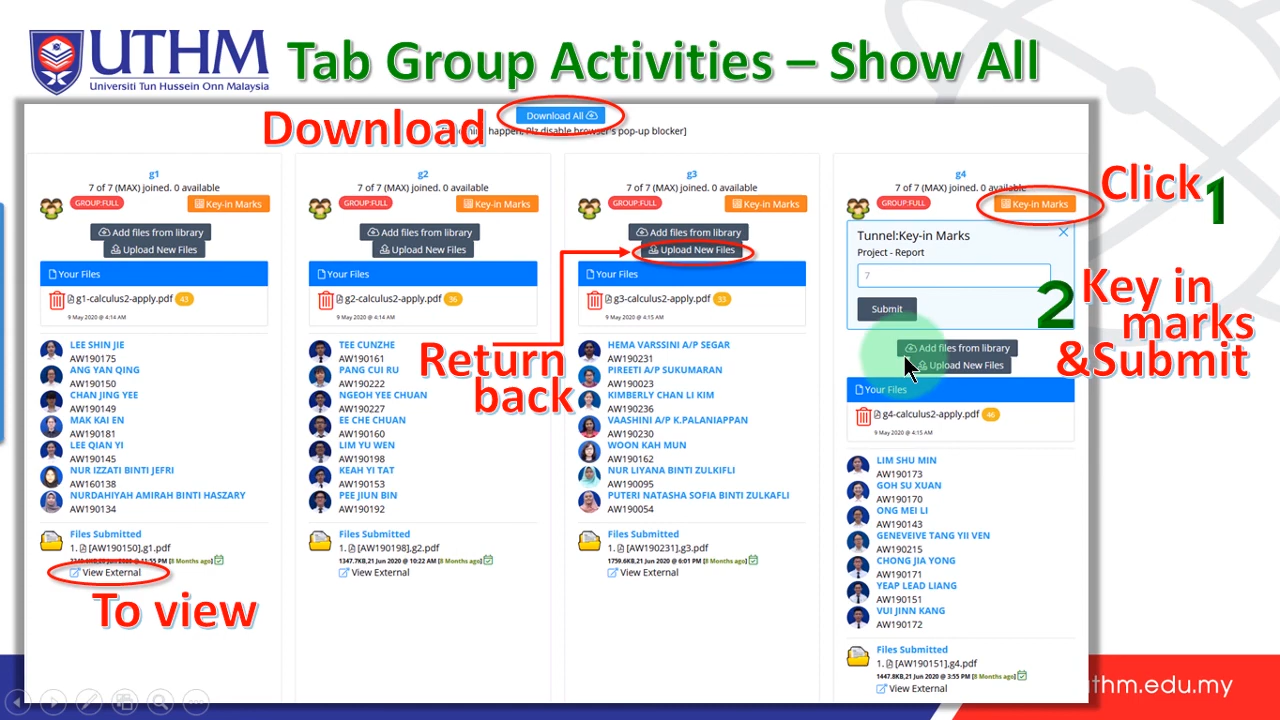 UTHM
Universiti Tun Hussein Onn Malaysia
Tab Group Activities – Show All
Download
Download All
happen, Plz disable browser's pop-up blocker]
g1
7 of 7 (MAX) joined. 0 available
GROUP:FULL
Key-in Marks
Add files from library
Upload New Files
Your Files
g1-calculus2-apply.pdf 43
9 May 2020 @ 4:14 AM
LEE SHIN JIE
AW190175
ANG YAN QING
AW190150
CHAN JING YEE
AW190149
MAK KAI EN
AW190181
LEE QIAN YI
AW190145
NUR IZZATI BINTI JEFRI
AW160138
NURDAHIYAH AMIRAH BINTI HASZARY
AW190134
Files Submitted
1. [AW190150],g1.pdf
View External
To view
g2
7 of 7 (MAX) joined. 0 available
GROUP:FULL
Key-in Marks
Add files from library
Upload New Files
Your Files
g2-calculus2-apply.pdf 36
9 May 2020 @ 4:14 AM
TEE CUNZHE
AW190161
PANG CUI RU
AW190222
NGEOH YEE CHUAN
AW190227
EE CHE CHUAN
AW190160
LIM YU WEN
AW190198
KEAH YI TAT
AW190153
PEE JIUN BIN
AW190192
Files Submitted
1. [AW190198],g2.pdf
1347.7KB,21 Jun 2020 @ 10:22 AM [8 Months ago]
View External
Return
back
g3
7 of 7 (MAX) joined. 0 available
GROUP:FULL
Key-in Marks
Add files from library
Upload New Files
Your Files
g3-calculus2-apply.pdf 33
9 May 2020 @ 4:15 AM
HEMA VARSSINI A/P SEGAR
AW190231
PIREETI A/P SUKUMARAN
AW190023
KIMBERLY CHAN LI KIM
AW190236
VAASHINI A/P K.PALANIAPPAN
AW190230
WOON KAH MUN
AW190162
NUR LIYANA BINTI ZULKIFLI
AW190095
PUTERI NATASHA SOFIA BINTI ZULKAFLI
AW190054
Files Submitted
1. [AW190231],g3.pdf
1759.6KB,21 Jun 2020 @ 6:01 PM [8 Months ago]
View External
g4
7 of 7 (MAX) joined. 0 available
GROUP:FULL
Key-in Marks
Tunnel:Key-in Marks
Project - Report
7
Submit
Add files from library
Upload New Files
Your Files
g4-calculus2-apply.pdf 46
9 May 2020 @ 4:15 AM
LIM SHU MIN
AW190173
GOH SU XUAN
AW190170
ONG MEI LI
AW190143
GENEVEIVE TANG YII VEN
AW190215
CHONG JIA YONG
AW190171
YEAP LEAD LIANG
AW190151
VUI JINN KANG
AW190172
Files Submitted
1. [AW190151],g4.pdf
1447.8KB,21 Jun 2020 @ 3:55 PM [8 Months ago]
View External
Click 1
2 Key in
marks
&Submit
uthm.edu.my